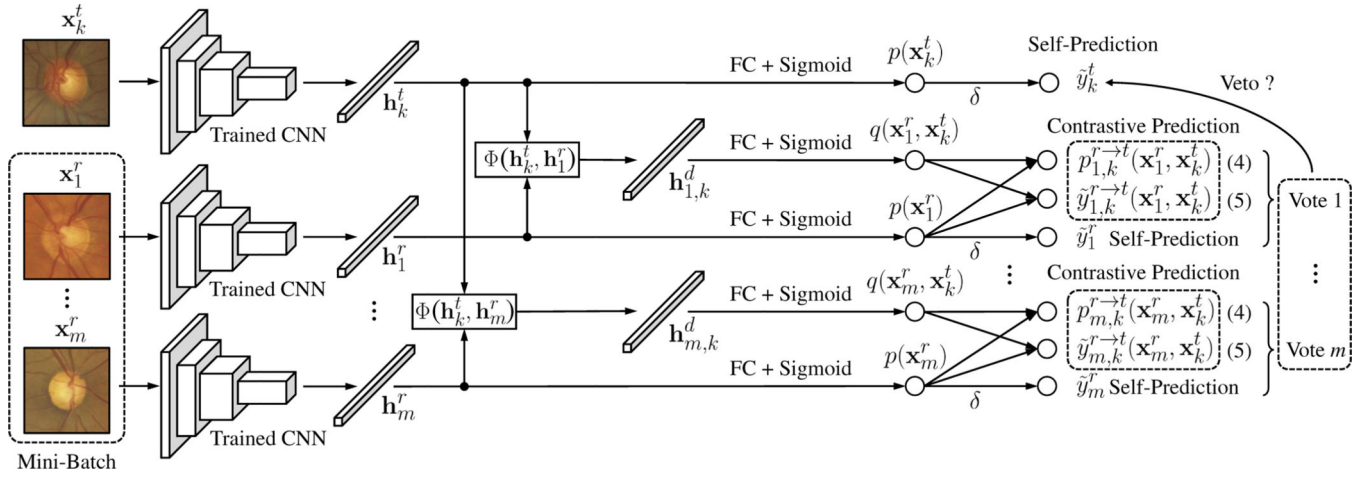 x_k^t
Trained CNN
h_k^t
FC + Sigmoid
p(x_k^t)
δ
Self-Prediction
ỹ_k^t
Veto ?
Φ(h_k^t, h_1^r)
h_{1,k}^d
FC + Sigmoid
q(x_1^r, x_k^t)
Contrastive Prediction
p_{1,k}^{r→t}(x_1^r, x_k^t) (4)
ỹ_{1,k}^{r→t}(x_1^r, x_k^t) (5)
Vote 1
x_1^r
Trained CNN
h_1^r
FC + Sigmoid
p(x_1^r)
δ
ỹ_1^r Self-Prediction
⋮
Φ(h_k^t, h_m^r)
h_{m,k}^d
FC + Sigmoid
q(x_m^r, x_k^t)
⋮
Contrastive Prediction
p_{m,k}^{r→t}(x_m^r, x_k^t) (4)
ỹ_{m,k}^{r→t}(x_m^r, x_k^t) (5)
⋮
Vote m
⋮
x_m^r
Trained CNN
h_m^r
FC + Sigmoid
p(x_m^r)
δ
ỹ_m^r Self-Prediction
Mini-Batch